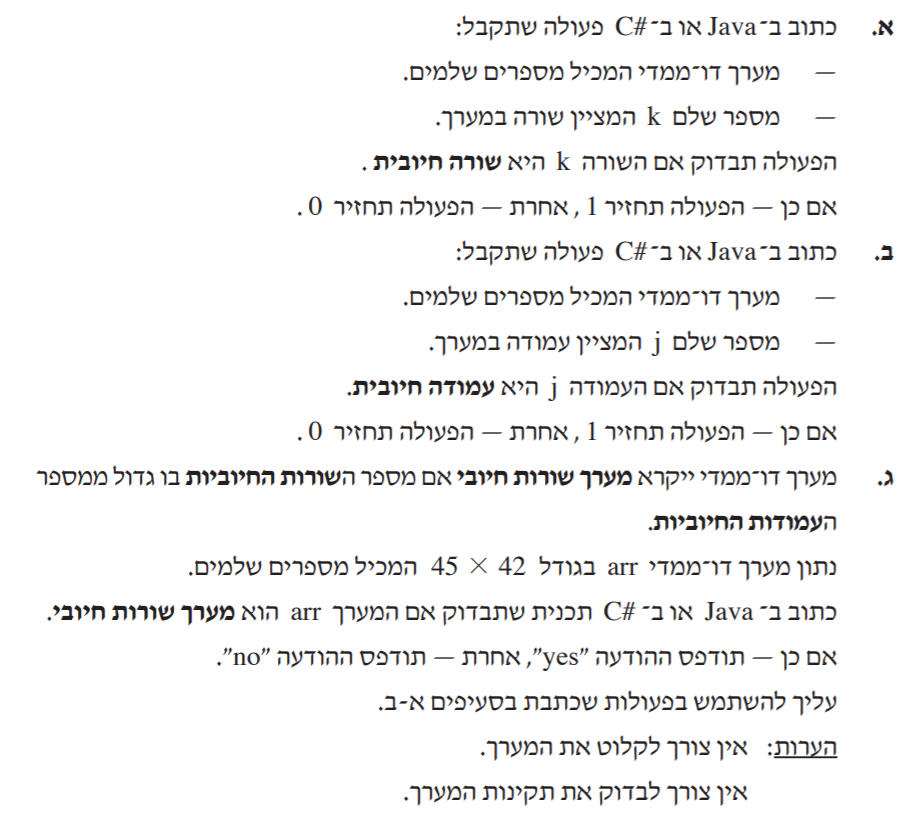 א. כתוב ב־Java או ב־C# פעולה שתקבל:
— מערך דו־ממדי המכיל מספרים שלמים.
— מספר שלם k המציין שורה במערך.
הפעולה תבדוק אם השורה k היא שורה חיובית .
אם כן — הפעולה תחזיר 1 , אחרת — הפעולה תחזיר 0 .
ב. כתוב ב־Java או ב־C# פעולה שתקבל:
— מערך דו־ממדי המכיל מספרים שלמים.
— מספר שלם j המציין עמודה במערך.
הפעולה תבדוק אם העמודה j היא עמודה חיובית.
אם כן — הפעולה תחזיר 1 , אחרת — הפעולה תחזיר 0 .
ג. מערך דו־ממדי ייקרא מערך שורות חיובי אם מספר השורות החיוביות בו גדול ממספר
העמודות החיוביות.
נתון מערך דו־ממדי arr בגודל 42 × 45 המכיל מספרים שלמים.
כתוב ב־ Java או ב־ C# תכנית שתבדוק אם המערך arr הוא מערך שורות חיובי.
אם כן — תודפס ההודעה "yes", אחרת — תודפס ההודעה "no".
עליך להשתמש בפעולות שכתבת בסעיפים א-ב.
הערות: אין צורך לקלוט את המערך.
אין צורך לבדוק את תקינות המערך.